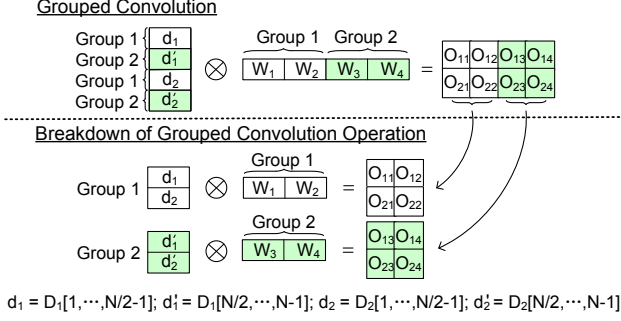 Grouped Convolution
Group 1 Group 2
Group 1 { d₁
Group 2 { d′₁ ⊗ W₁ W₂ W₃ W₄ = O₁₁ O₁₂ O₁₃ O₁₄
Group 1 { d₂
Group 2 { d′₂ O₂₁ O₂₂ O₂₃ O₂₄
Breakdown of Grouped Convolution Operation
Group 1
Group 1 d₁ ⊗ W₁ W₂ = O₁₁ O₁₂
d₂ O₂₁ O₂₂
Group 2
Group 2 d′₁ ⊗ W₃ W₄ = O₁₃ O₁₄
d′₂ O₂₃ O₂₄
d₁ = D₁[1,⋯,N/2-1]; d′₁ = D₁[N/2,⋯,N-1]; d₂ = D₂[1,⋯,N/2-1]; d′₂ = D₂[N/2,⋯,N-1]